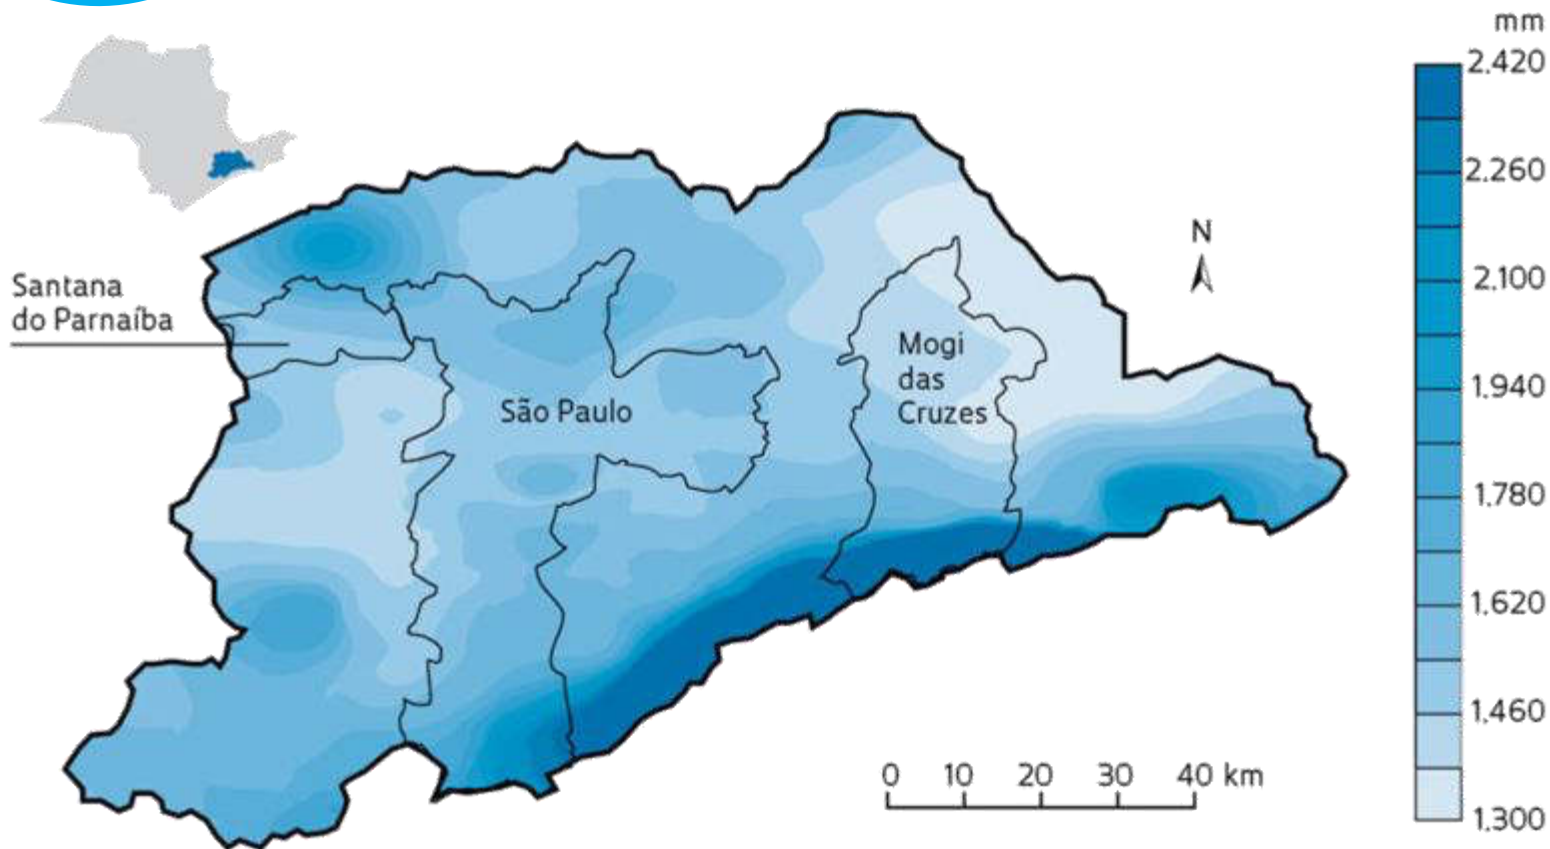 mm
2.420
2.260
2.100
1.940
1.780
1.620
1.460
1.300
N
Santana
do Parnaíba
São Paulo
Mogi
das
Cruzes
0 10 20 30 40 km